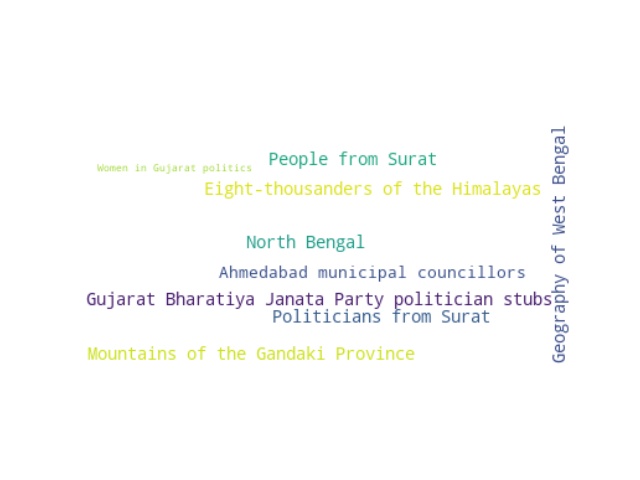 People from Surat
Women in Gujarat politics
Eight-thousanders of the Himalayas
North Bengal
Ahmedabad municipal councillors
Gujarat Bharatiya Janata Party politician stubs
Politicians from Surat
Mountains of the Gandaki Province
Geography of West Bengal